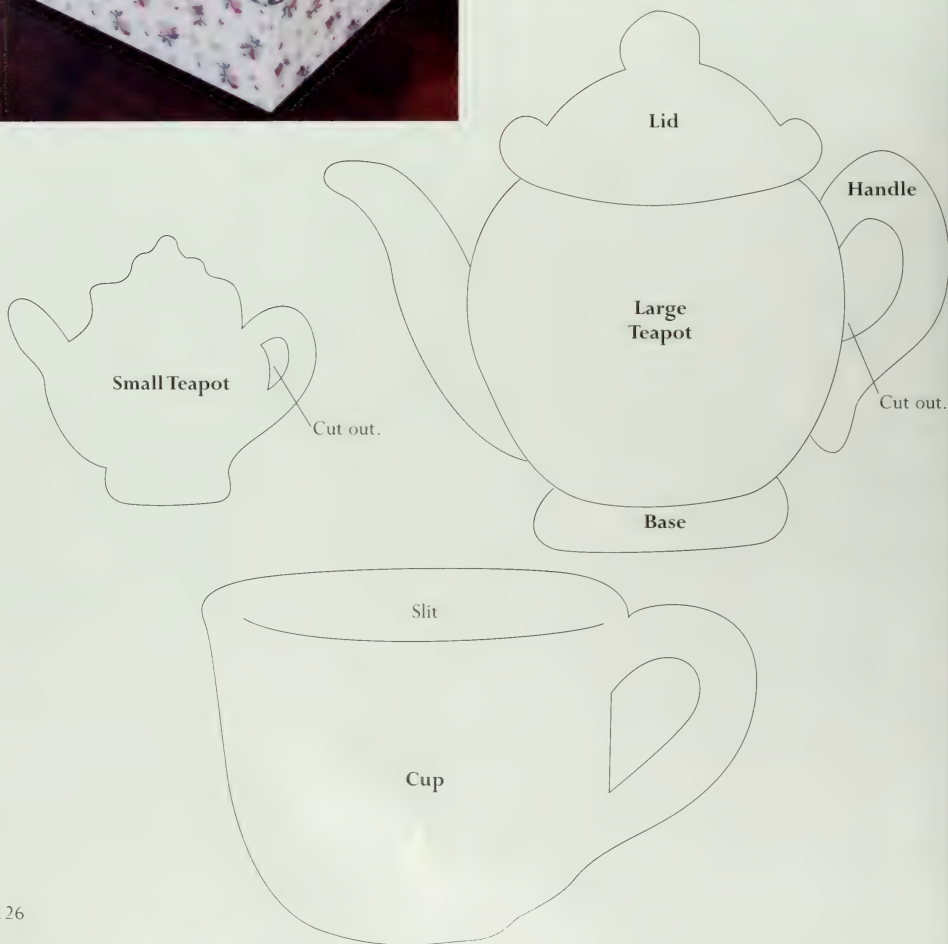 Lid
Handle
Large
Teapot
Small Teapot
Cut out.
Cut out.
Base
Slit
Cup
26